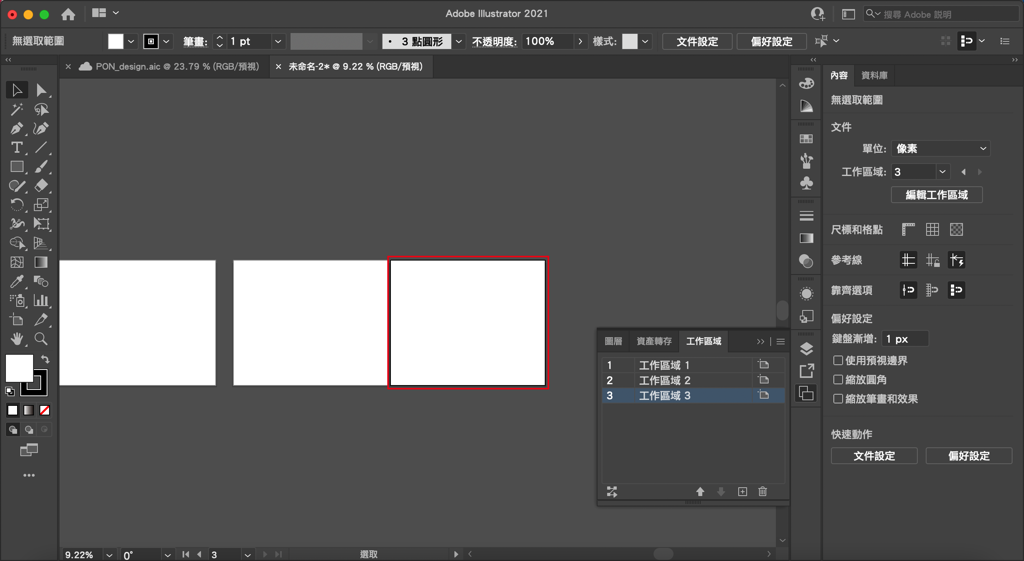 Adobe Illustrator 2021
搜尋 Adobe 說明
無選取範圍 筆畫: 1 pt 3 點圓形 不透明度: 100% 樣式: 文件設定 偏好設定
PON_design.aic @ 23.79 % (RGB/預視) 未命名-2* @ 9.22 % (RGB/預視)
內容 資料庫
無選取範圍
文件
單位: 像素
工作區域: 3
編輯工作區域
尺標和格點
參考線
靠齊選項
偏好設定
鍵盤漸增: 1 px
使用預視邊界
縮放圓角
縮放筆畫和效果
快速動作
文件設定 偏好設定
圖層 資產轉存 工作區域
1 工作區域 1
2 工作區域 2
3 工作區域 3
9.22% 0° 3 選取